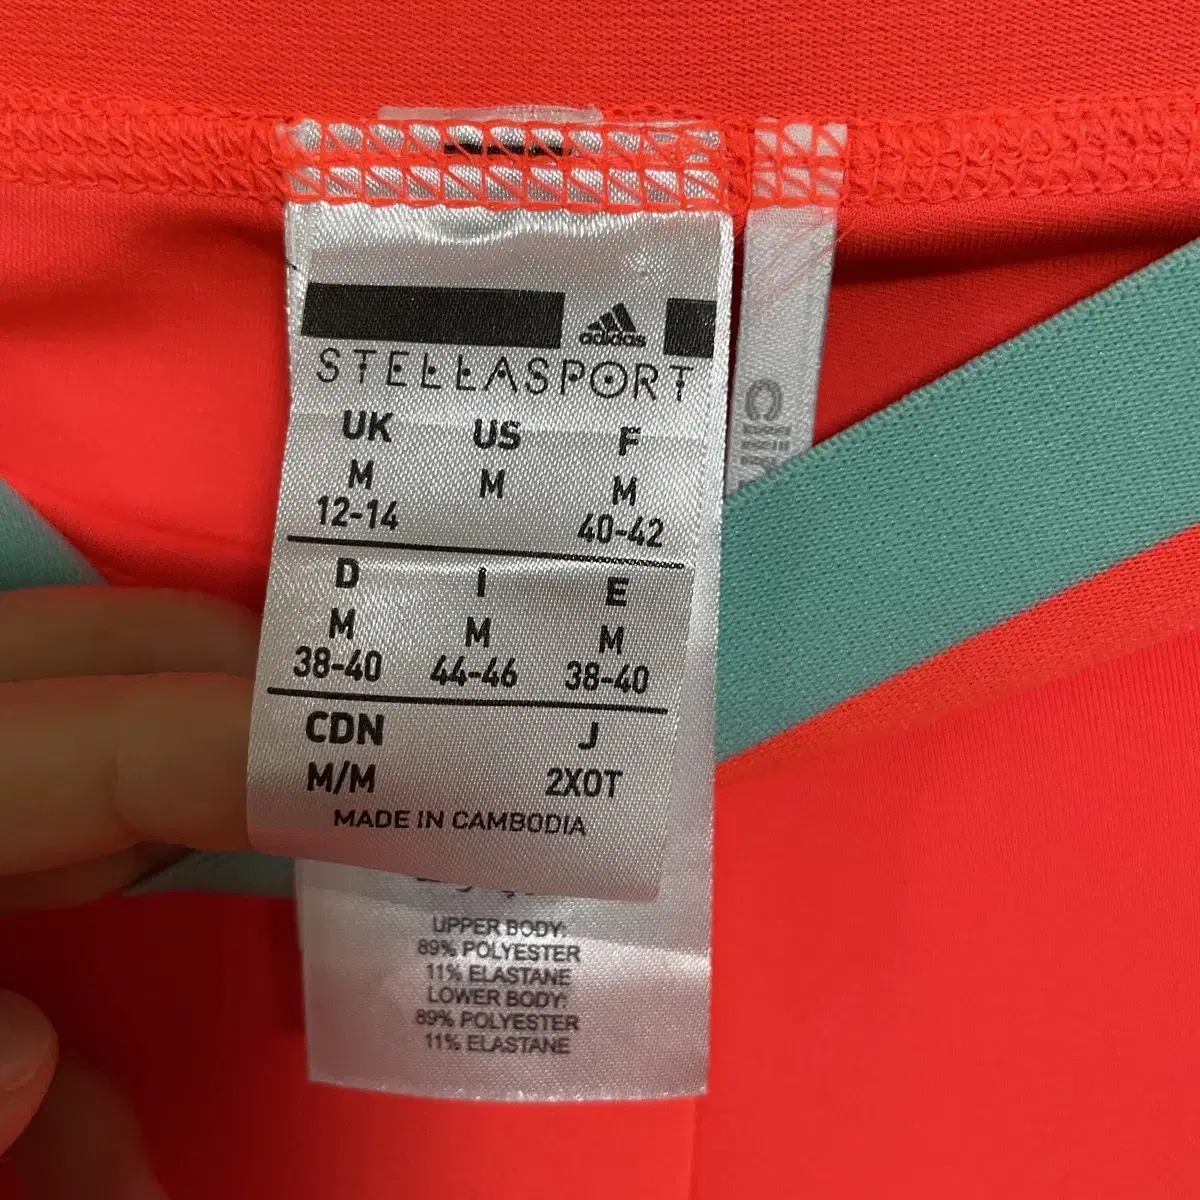 adidas
STELLASPORT
UK US F
M M M
12-14 40-42
D I E
M M M
38-40 44-46 38-40
CDN J
M/M 2XOT
MADE IN CAMBODIA
UPPER BODY:
89% POLYESTER
11% ELASTANE
LOWER BODY:
89% POLYESTER
11% ELASTANE